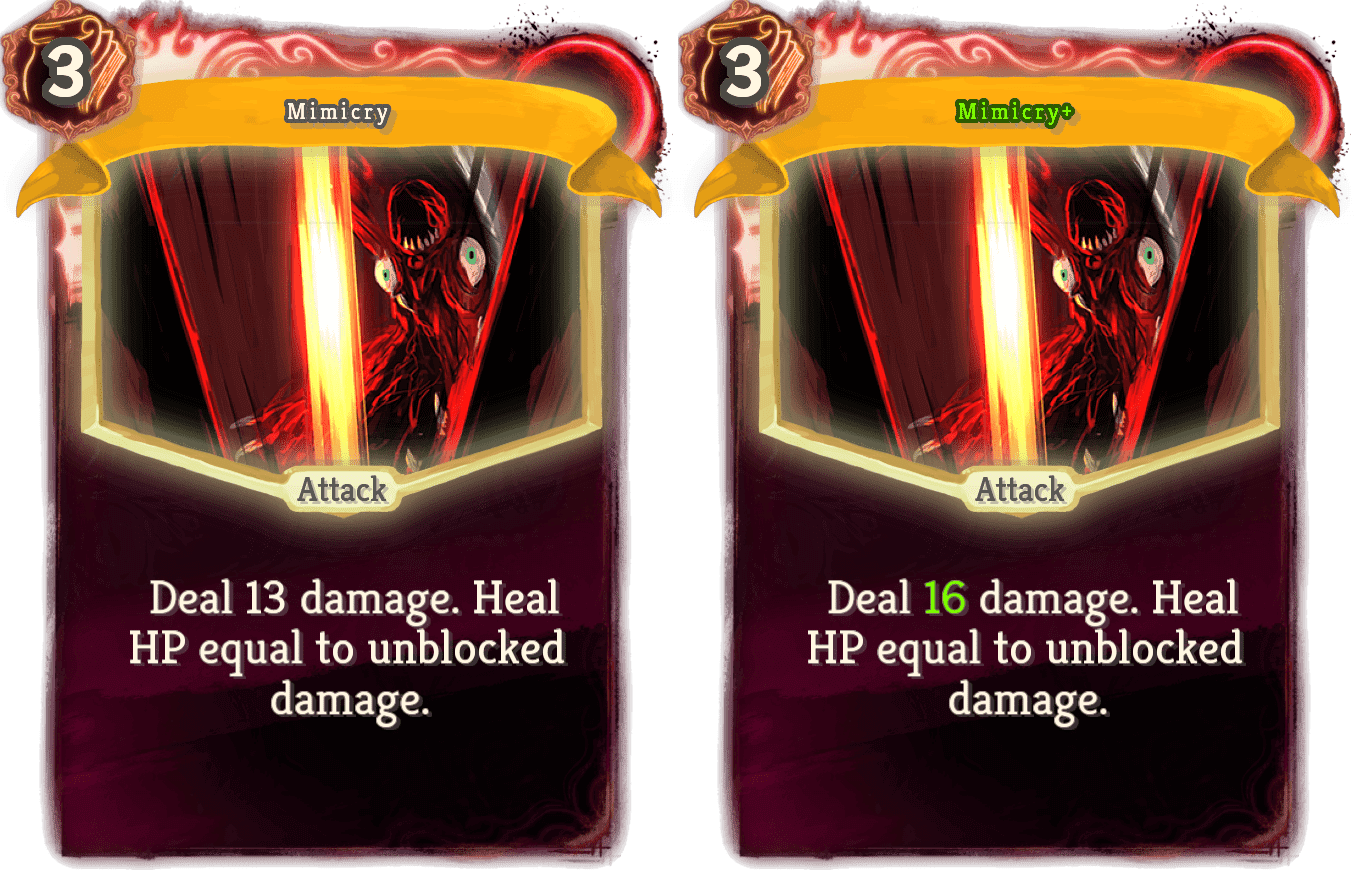 3
Mimicry
Attack
Deal 13 damage. Heal
HP equal to unblocked
damage.
3
Mimicry+
Attack
Deal 16 damage. Heal
HP equal to unblocked
damage.